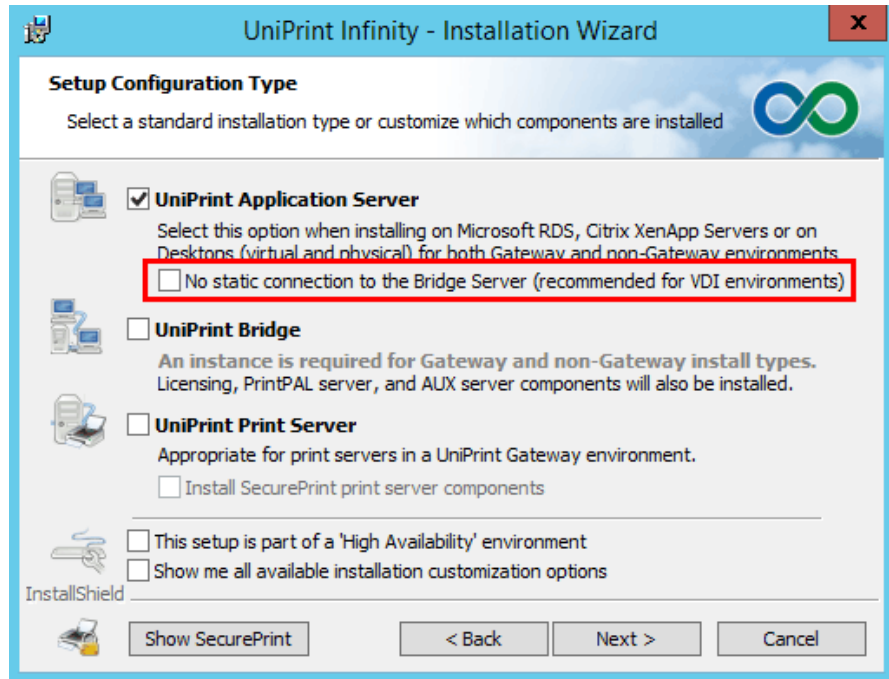 UniPrint Infinity - Installation Wizard
x
Setup Configuration Type
Select a standard installation type or customize which components are installed
UniPrint Application Server
Select this option when installing on Microsoft RDS, Citrix XenApp Servers or on
Desktops (virtual and physical) for both Gateway and non-Gateway environments
No static connection to the Bridge Server (recommended for VDI environments)
UniPrint Bridge
An instance is required for Gateway and non-Gateway install types.
Licensing, PrintPAL server, and AUX server components will also be installed.
UniPrint Print Server
Appropriate for print servers in a UniPrint Gateway environment.
Install SecurePrint print server components
This setup is part of a 'High Availability' environment
Show me all available installation customization options
InstallShield
Show SecurePrint
< Back
Next >
Cancel